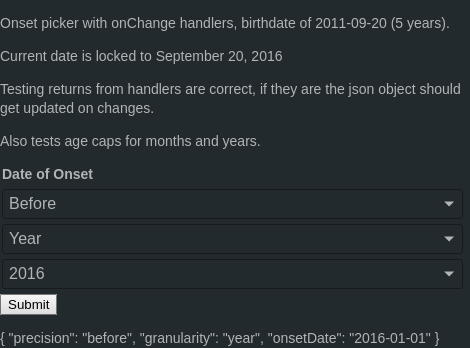 Onset picker with onChange handlers, birthdate of 2011-09-20 (5 years).
Current date is locked to September 20, 2016
Testing returns from handlers are correct, if they are the json object should
get updated on changes.
Also tests age caps for months and years.
Date of Onset
Before
Year
2016
Submit
{ "precision": "before", "granularity": "year", "onsetDate": "2016-01-01" }